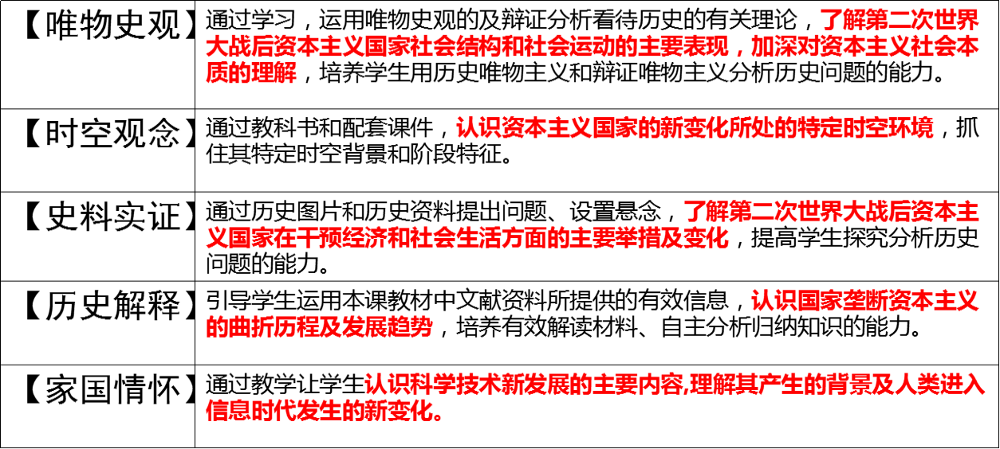 【唯物史观】
通过学习，运用唯物史观的及辩证分析看待历史的有关理论，了解第二次世界
大战后资本主义国家社会结构和社会运动的主要表现，加深对资本主义社会本
质的理解，培养学生用历史唯物主义和辩证唯物主义分析历史问题的能力。
【时空观念】
通过教科书和配套课件，认识资本主义国家的新变化所处的特定时空环境，抓
住其特定时空背景和阶段特征。
【史料实证】
通过历史图片和历史资料提出问题、设置悬念，了解第二次世界大战后资本主
义国家在干预经济和社会生活方面的主要举措及变化，提高学生探究分析历史
问题的能力。
【历史解释】
引导学生运用本课教材中文献资料所提供的有效信息，认识国家垄断资本主义
的曲折历程及发展趋势，培养有效解读材料、自主分析归纳知识的能力。
【家国情怀】
通过教学让学生认识科学技术新发展的主要内容,理解其产生的背景及人类进入
信息时代发生的新变化。